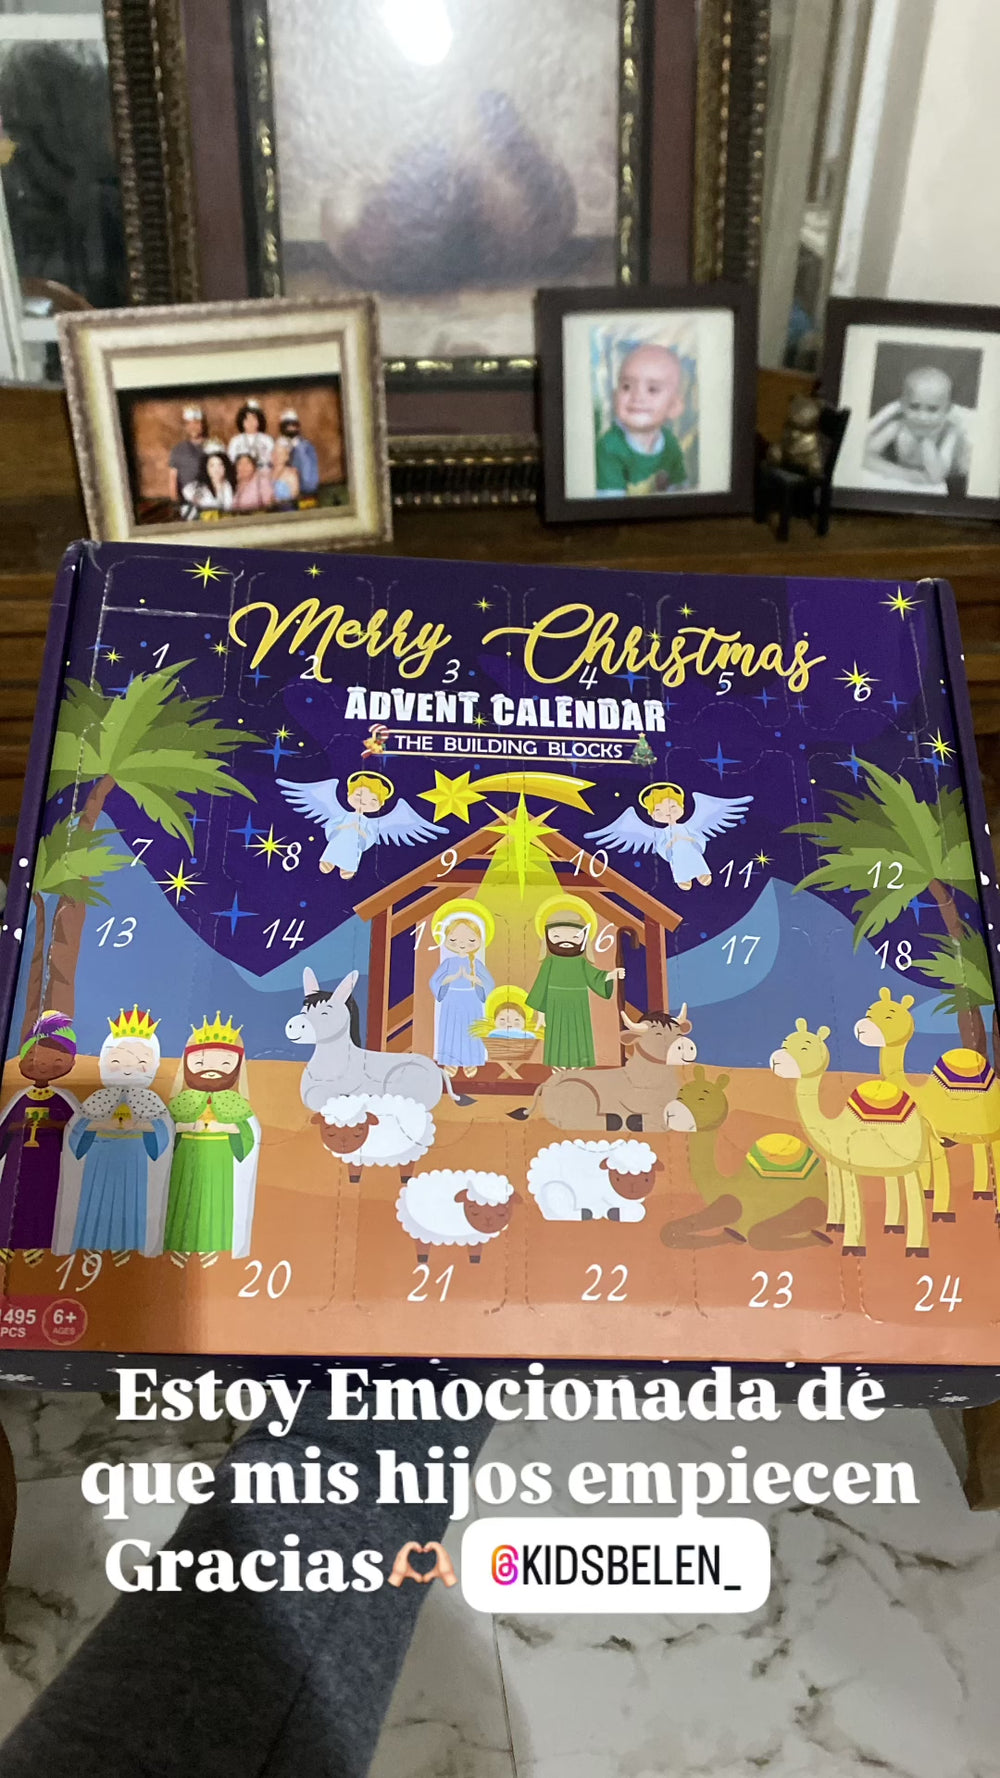 Merry Christmas
1 2 3 4 5 6
ADVENT CALENDAR
THE BUILDING BLOCKS
7 8 9 10 11 12
13 14 15 16 17 18
19 20 21 22 23 24
1495 6+
PCS AGES
Estoy Emocionada de
que mis hijos empiecen
Gracias🫶🏻 @KIDSBELEN_